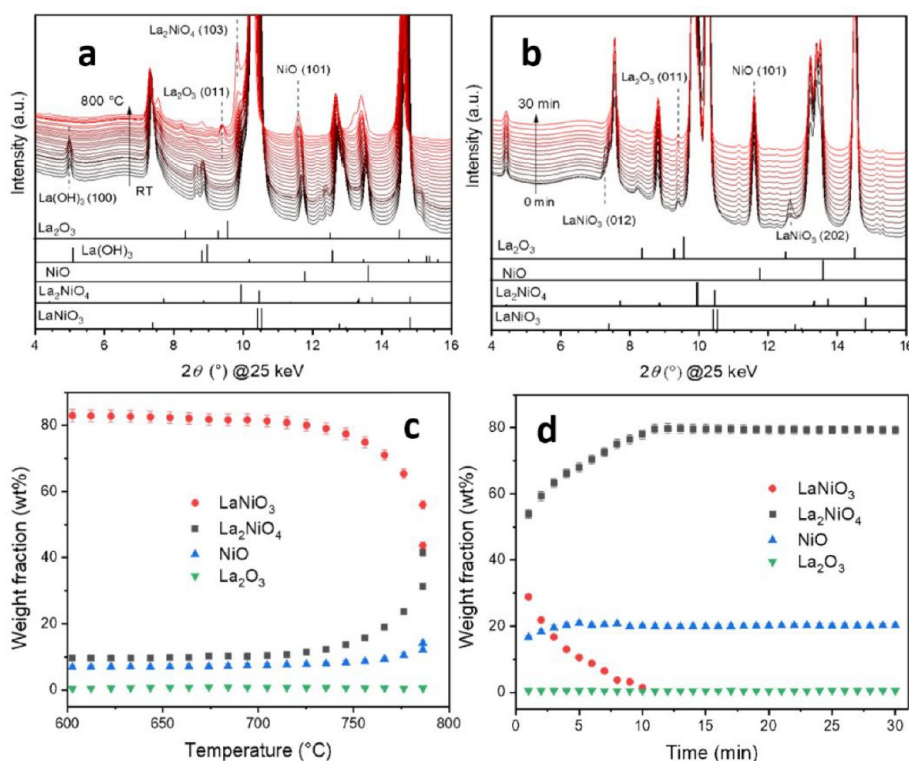 a
La₂NiO₄ (103)
NiO (101)
La₂O₃ (011)
800 °C
RT
La(OH)₃ (100)
La₂O₃
La(OH)₃
NiO
La₂NiO₄
LaNiO₃
Intensity (a.u.)
4 6 8 10 12 14 16
2θ (°) @25 keV
b
La₂O₃ (011)
NiO (101)
30 min
0 min
LaNiO₃ (012)
LaNiO₃ (202)
La₂O₃
NiO
La₂NiO₄
LaNiO₃
Intensity (a.u.)
4 6 8 10 12 14 16
2θ (°) @25 keV
c
80
60
40
20
0
LaNiO₃
La₂NiO₄
NiO
La₂O₃
Weight fraction (wt%)
600 650 700 750 800
Temperature (°C)
d
80
60
40
20
0
LaNiO₃
La₂NiO₄
NiO
La₂O₃
Weight fraction (wt%)
0 5 10 15 20 25 30
Time (min)